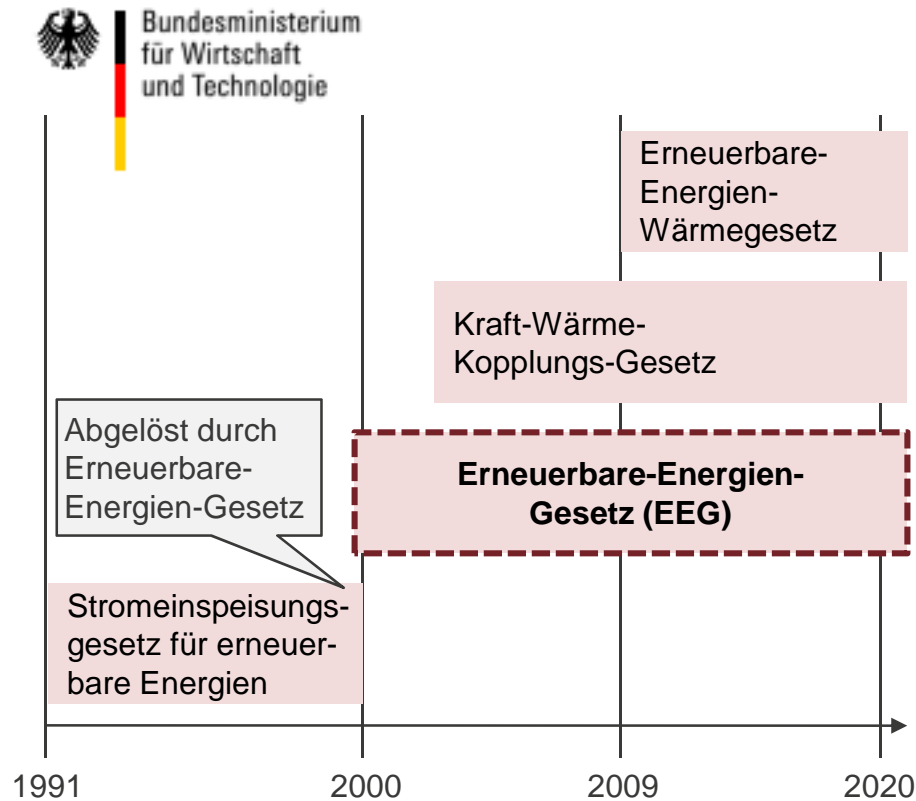 Bundesministerium
für Wirtschaft
und Technologie
Erneuerbare-
Energien-
Wärmegesetz
Kraft-Wärme-
Kopplungs-Gesetz
Abgelöst durch
Erneuerbare-
Energien-Gesetz
Erneuerbare-Energien-
Gesetz (EEG)
Stromeinspeisungs-
gesetz für erneuer-
bare Energien
1991 2000 2009 2020